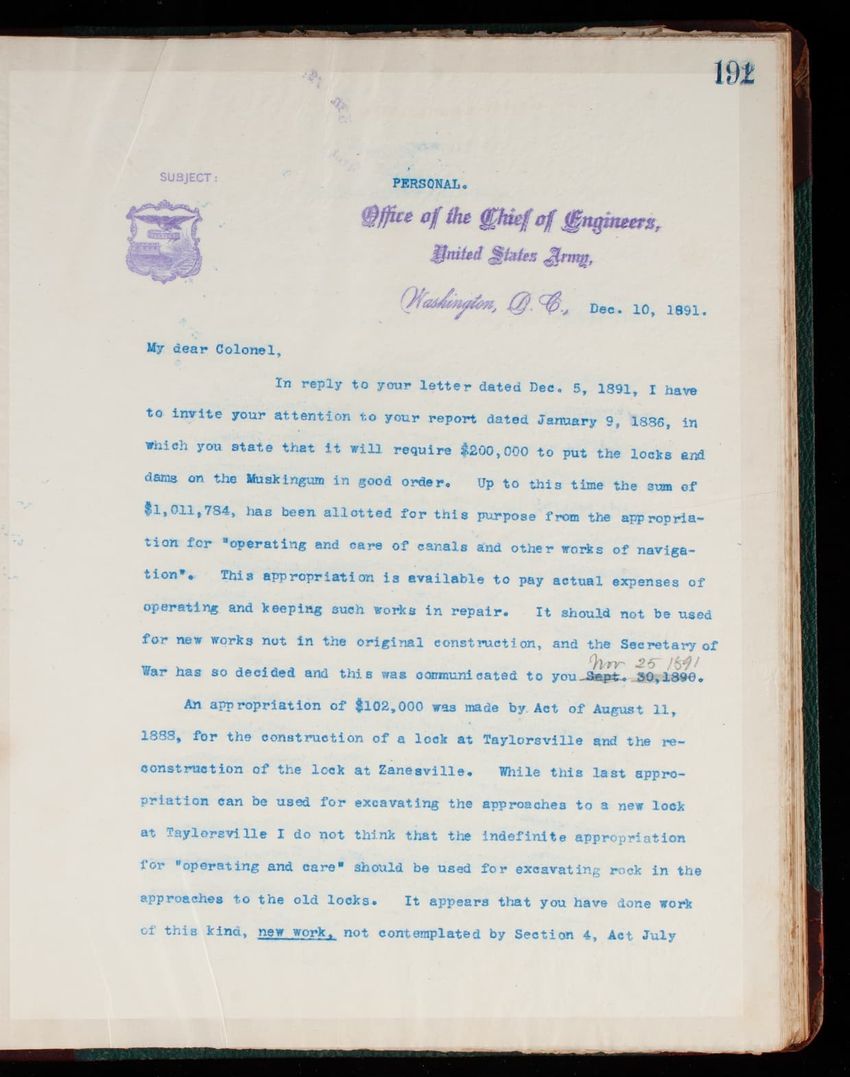 192
SUBJECT:
PERSONAL.
Office of the Chief of Engineers,
United States Army,
Washington, D. C., Dec. 10, 1891.
My dear Colonel,
In reply to your letter dated Dec. 5, 1891, I have
to invite your attention to your report dated January 9, 1886, in
which you state that it will require $200,000 to put the locks and
dams on the Muskingum in good order. Up to this time the sum of
$1,011,784, has been allotted for this purpose from the appropria-
tion for "operating and care of canals and other works of naviga-
tion". This appropriation is available to pay actual expenses of
operating and keeping such works in repair. It should not be used
for new works not in the original construction, and the Secretary of
Nov 25 1891
War has so decided and this was communicated to you Sept. 30,1890.
An appropriation of $102,000 was made by Act of August 11,
1888, for the construction of a lock at Taylorsville and the re-
construction of the lock at Zanesville. While this last appro-
priation can be used for excavating the approaches to a new lock
at Taylorsville I do not think that the indefinite appropriation
for "operating and care" should be used for excavating rock in the
approaches to the old locks. It appears that you have done work
of this kind, new work, not contemplated by Section 4, Act July